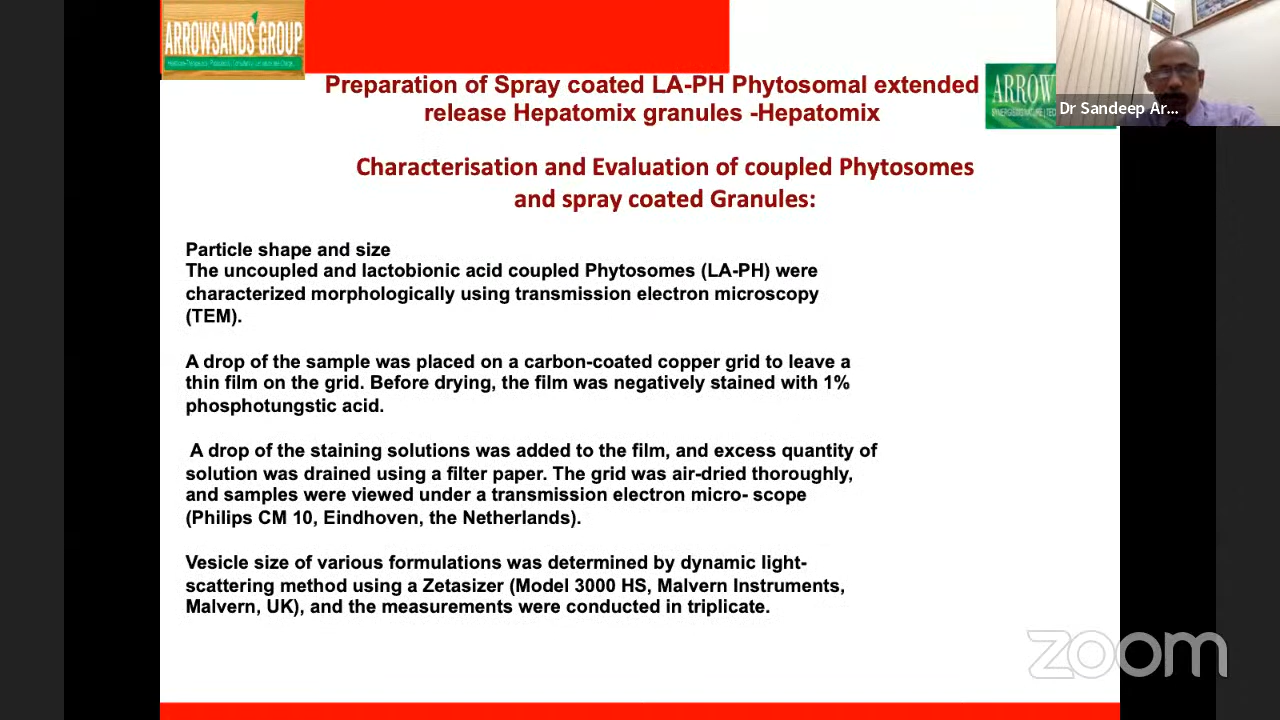 ARROWSANDS GROUP
Preparation of Spray coated LA-PH Phytosomal extended
release Hepatomix granules -Hepatomix
ARROW
Dr Sandeep Ar...
Characterisation and Evaluation of coupled Phytosomes
and spray coated Granules:
Particle shape and size
The uncoupled and lactobionic acid coupled Phytosomes (LA-PH) were
characterized morphologically using transmission electron microscopy
(TEM).
A drop of the sample was placed on a carbon-coated copper grid to leave a
thin film on the grid. Before drying, the film was negatively stained with 1%
phosphotungstic acid.
A drop of the staining solutions was added to the film, and excess quantity of
solution was drained using a filter paper. The grid was air-dried thoroughly,
and samples were viewed under a transmission electron micro- scope
(Philips CM 10, Eindhoven, the Netherlands).
Vesicle size of various formulations was determined by dynamic light-
scattering method using a Zetasizer (Model 3000 HS, Malvern Instruments,
Malvern, UK), and the measurements were conducted in triplicate.
zoom